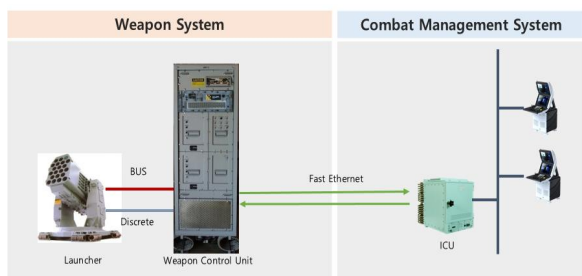 Weapon System
Combat Management System
BUS
Fast Ethernet
Discrete
ICU
Launcher
Weapon Control Unit